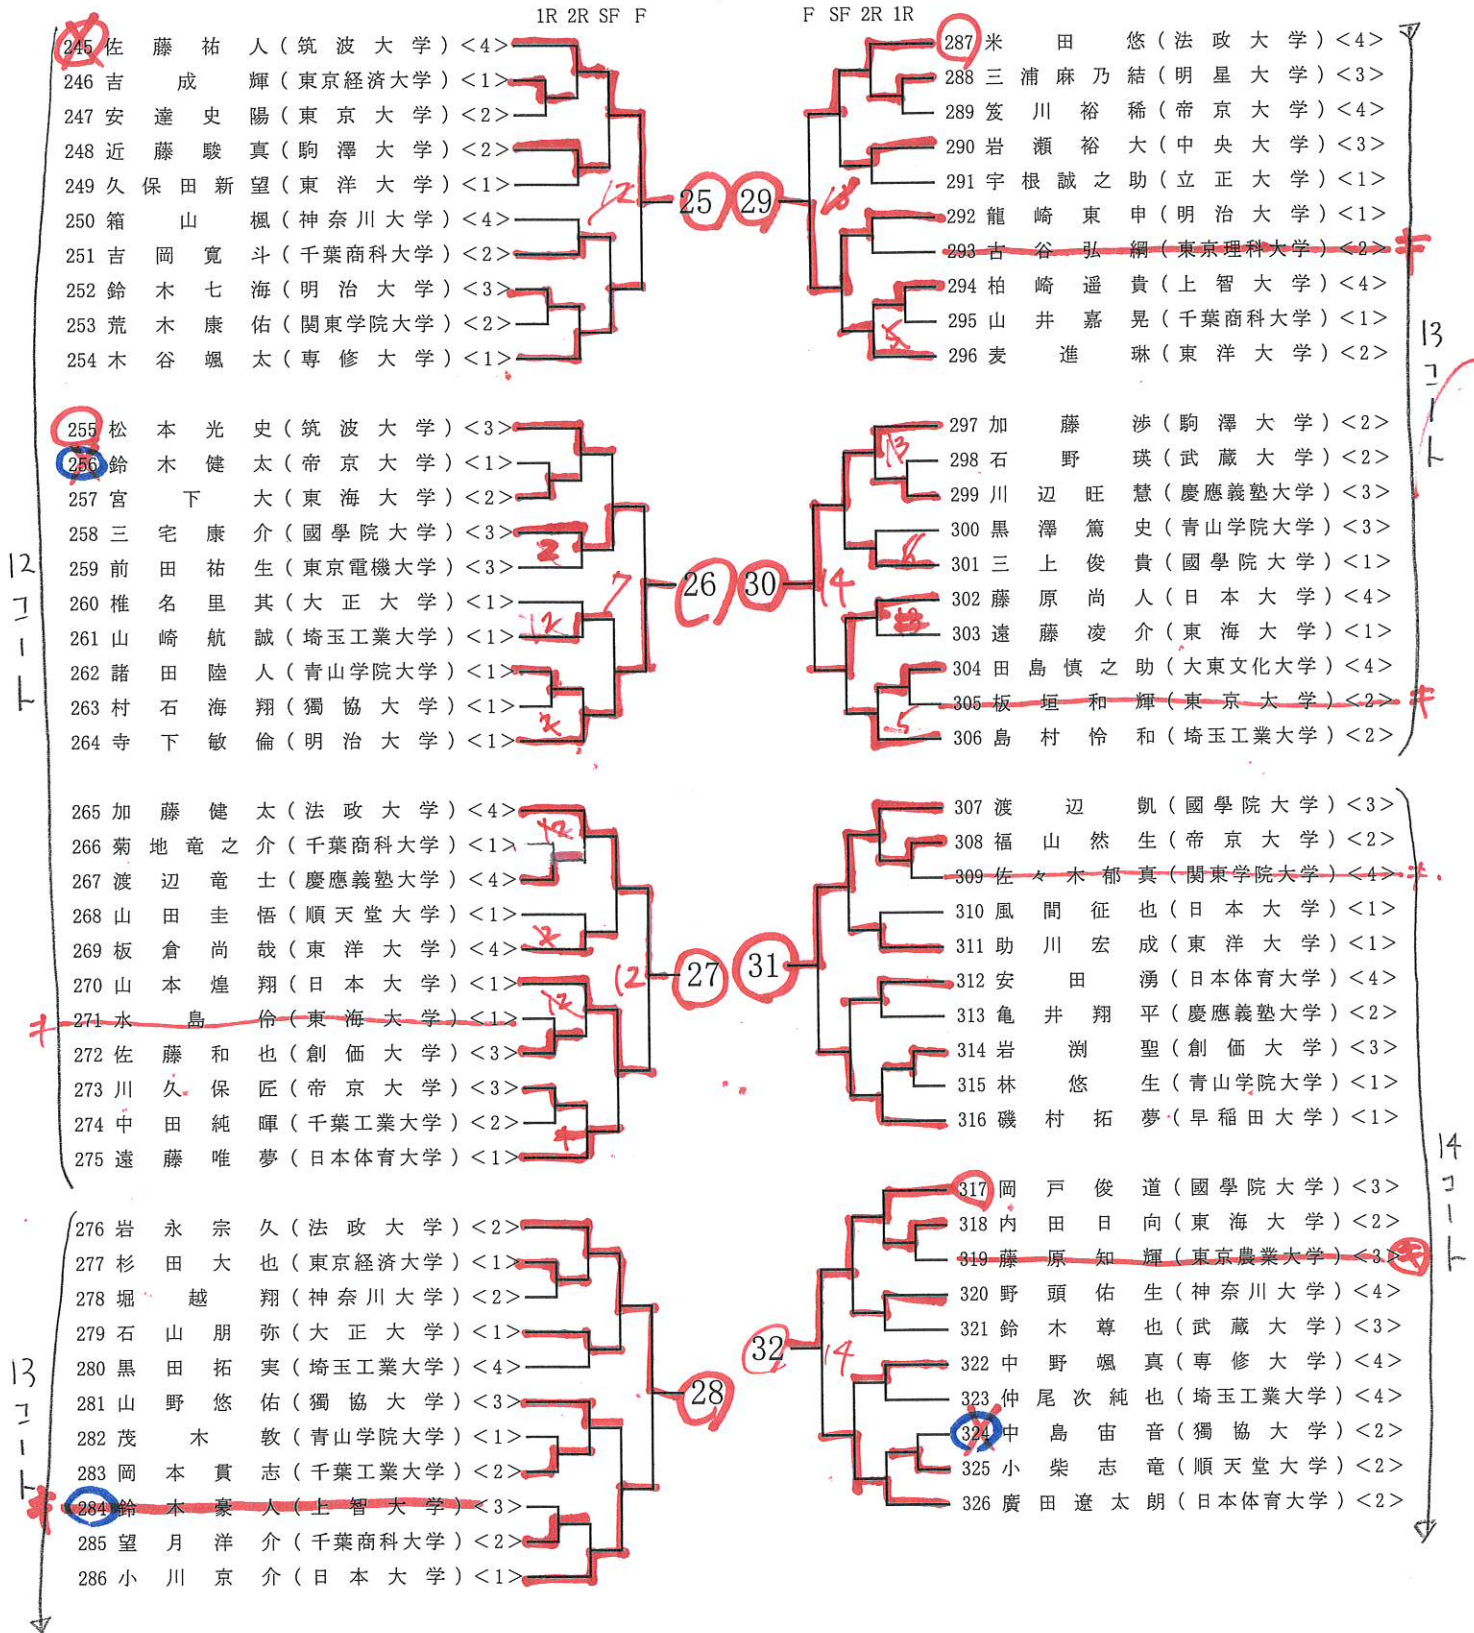 1R 2R SF F
245 佐藤祐人(筑波大学)<4>
246 吉成輝(東京経済大学)<1>
247 安達史陽(東京大学)<2>
248 近藤駿真(駒澤大学)<2>
249 久保田新望(東洋大学)<1>
250 箱山楓(神奈川大学)<4>
251 吉岡寛斗(千葉商科大学)<2>
252 鈴木七海(明治大学)<3>
253 荒木康佑(関東学院大学)<2>
254 木谷颯太(専修大学)<1>
12
25
255 松本光史(筑波大学)<3>
256 鈴木健太(帝京大学)<1>
257 宮下大(東海大学)<2>
258 三宅康介(國學院大学)<3>
259 前田祐生(東京電機大学)<3>
260 椎名里其(大正大学)<1>
261 山崎航誠(埼玉工業大学)<1>
262 諸田陸人(青山学院大学)<1>
263 村石海翔(獨協大学)<1>
264 寺下敏倫(明治大学)<1>
2
12
2
7
26
12コート
265 加藤健太(法政大学)<4>
266 菊地竜之介(千葉商科大学)<1>
267 渡辺竜士(慶應義塾大学)<4>
268 山田圭悟(順天堂大学)<1>
269 板倉尚哉(東洋大学)<4>
270 山本煌翔(日本大学)<1>
271 水島伶(東海大学)<1>
272 佐藤和也(創価大学)<3>
273 川久保匠(帝京大学)<3>
274 中田純暉(千葉工業大学)<2>
275 遠藤唯夢(日本体育大学)<1>
キ
12
12
12
12
27
276 岩永宗久(法政大学)<2>
277 杉田大也(東京経済大学)<1>
278 堀越翔(神奈川大学)<2>
279 石山朋弥(大正大学)<1>
280 黒田拓実(埼玉工業大学)<4>
281 山野悠佑(獨協大学)<3>
282 茂木敦(青山学院大学)<1>
283 岡本貫志(千葉工業大学)<2>
284 鈴木豪人(上智大学)<3>
285 望月洋介(千葉商科大学)<2>
286 小川京介(日本大学)<1>
キ
28
13コート
F SF 2R 1R
287 米田悠(法政大学)<4>
288 三浦麻乃結(明星大学)<3>
289 笈川裕稀(帝京大学)<4>
290 岩瀬裕大(中央大学)<3>
291 宇根誠之助(立正大学)<1>
292 龍崎東申(明治大学)<1>
293 古谷弘綱(東京理科大学)<2>
294 柏崎遥貴(上智大学)<4>
295 山井嘉晃(千葉商科大学)<1>
296 麦進琳(東洋大学)<2>
キ
29
5
13コート
297 加藤渉(駒澤大学)<2>
298 石野瑛(武蔵大学)<2>
299 川辺旺慧(慶應義塾大学)<3>
300 黒澤篤史(青山学院大学)<3>
301 三上俊貴(國學院大学)<1>
302 藤原尚人(日本大学)<4>
303 遠藤凌介(東海大学)<1>
304 田島慎之助(大東文化大学)<4>
305 板垣和輝(東京大学)<2>
306 島村怜和(埼玉工業大学)<2>
キ
13
5
14
30
307 渡辺凱(國學院大学)<3>
308 福山然生(帝京大学)<2>
309 佐々木郁真(関東学院大学)<4>
310 風間征也(日本大学)<1>
311 助川宏成(東洋大学)<1>
312 安田湧(日本体育大学)<4>
313 亀井翔平(慶應義塾大学)<2>
314 岩渕聖(創価大学)<3>
315 林悠生(青山学院大学)<1>
316 磯村拓夢(早稲田大学)<1>
キ
31
317 岡戸俊道(國學院大学)<3>
318 内田日向(東海大学)<2>
319 藤原知輝(東京農業大学)<3>
320 野頭佑生(神奈川大学)<4>
321 鈴木尊也(武蔵大学)<3>
322 中野颯真(専修大学)<4>
323 仲尾次純也(埼玉工業大学)<4>
324 中島宙音(獨協大学)<2>
325 小柴志竜(順天堂大学)<2>
326 廣田遼太朗(日本体育大学)<2>
キ
14
32
14コート